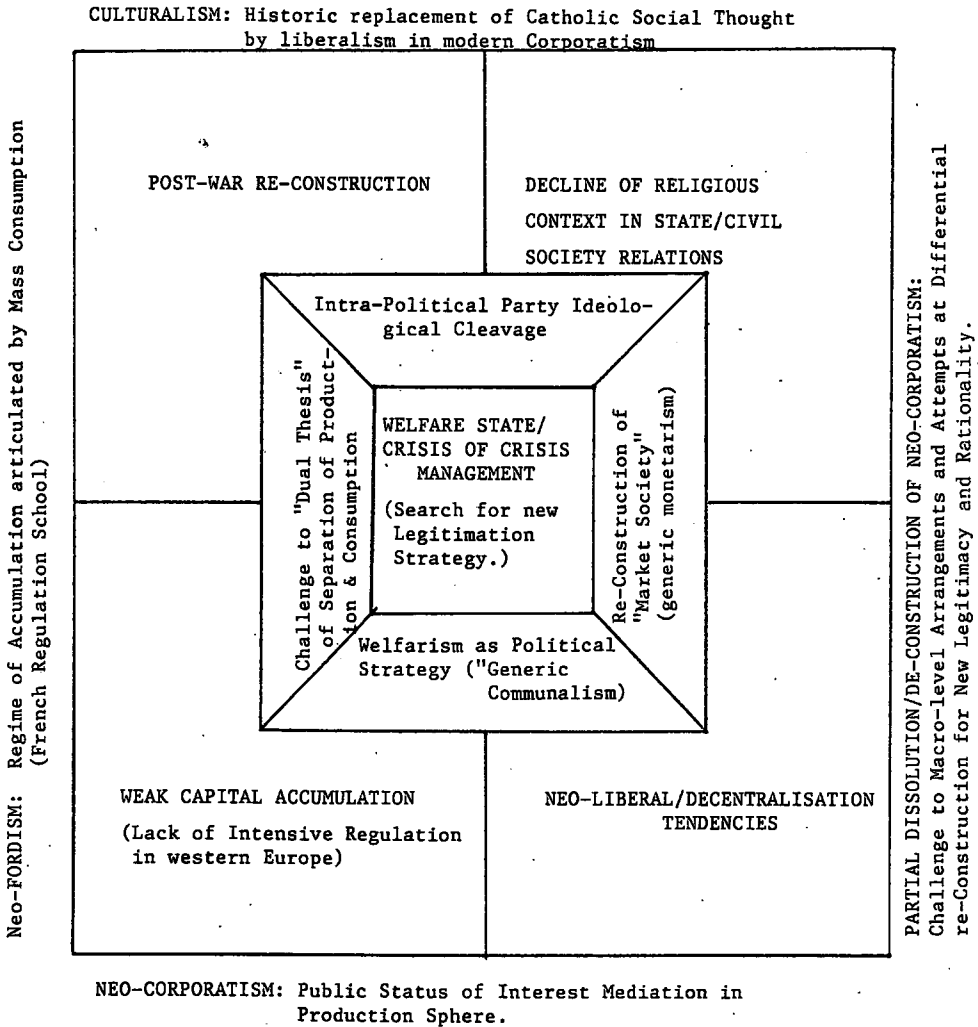 CULTURALISM: Historic replacement of Catholic Social Thought
by liberalism in modern Corporatism
POST-WAR RE-CONSTRUCTION
DECLINE OF RELIGIOUS
CONTEXT IN STATE/CIVIL
SOCIETY RELATIONS
Intra-Political Party Ideolo-
gical Cleavage
Challenge to "Dual Thesis"
of Separation of Product-
ion & Consumption
WELFARE STATE/
CRISIS OF CRISIS
MANAGEMENT
(Search for new
Legitimation
Strategy.)
Re-Construction of
"Market Society"
(generic monetarism)
Welfarism as Political
Strategy ("Generic
Communalism)
WEAK CAPITAL ACCUMULATION
(Lack of Intensive Regulation
in western Europe)
NEO-LIBERAL/DECENTRALISATION
TENDENCIES
Neo-FORDISM: Regime of Accumulation articulated by Mass Consumption
(French Regulation School)
PARTIAL DISSOLUTION/DE-CONSTRUCTION OF NEO-CORPORATISM:
Challenge to Macro-level Arrangements and Attempts at Differential
re-Construction for New Legitimacy and Rationality.
NEO-CORPORATISM: Public Status of Interest Mediation in
Production Sphere.